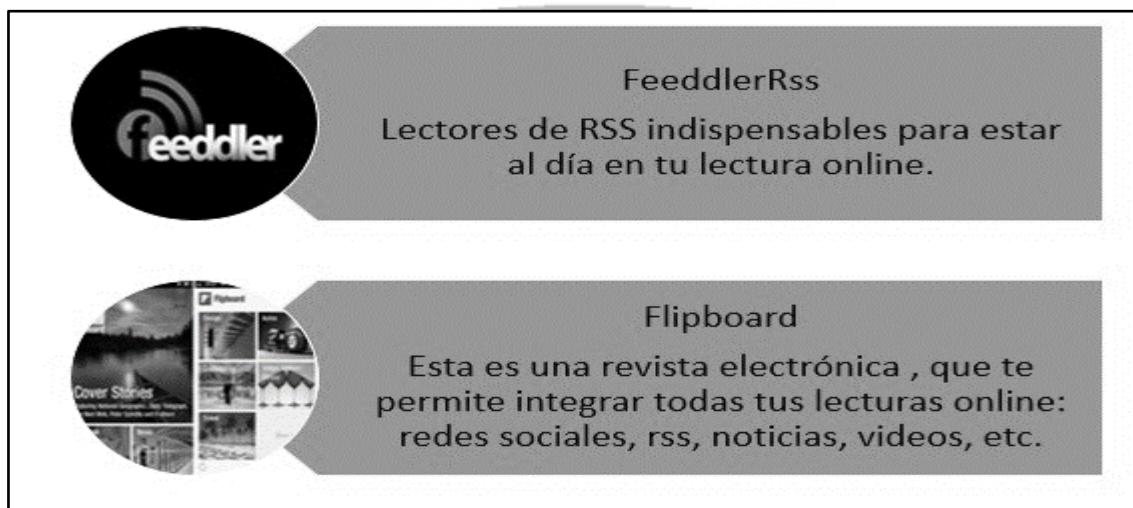 feeddler
FeeddlerRss
Lectores de RSS indispensables para estar
al día en tu lectura online.
Flipboard
Cover Stories
Flipboard
Esta es una revista electrónica , que te
permite integrar todas tus lecturas online:
redes sociales, rss, noticias, videos, etc.